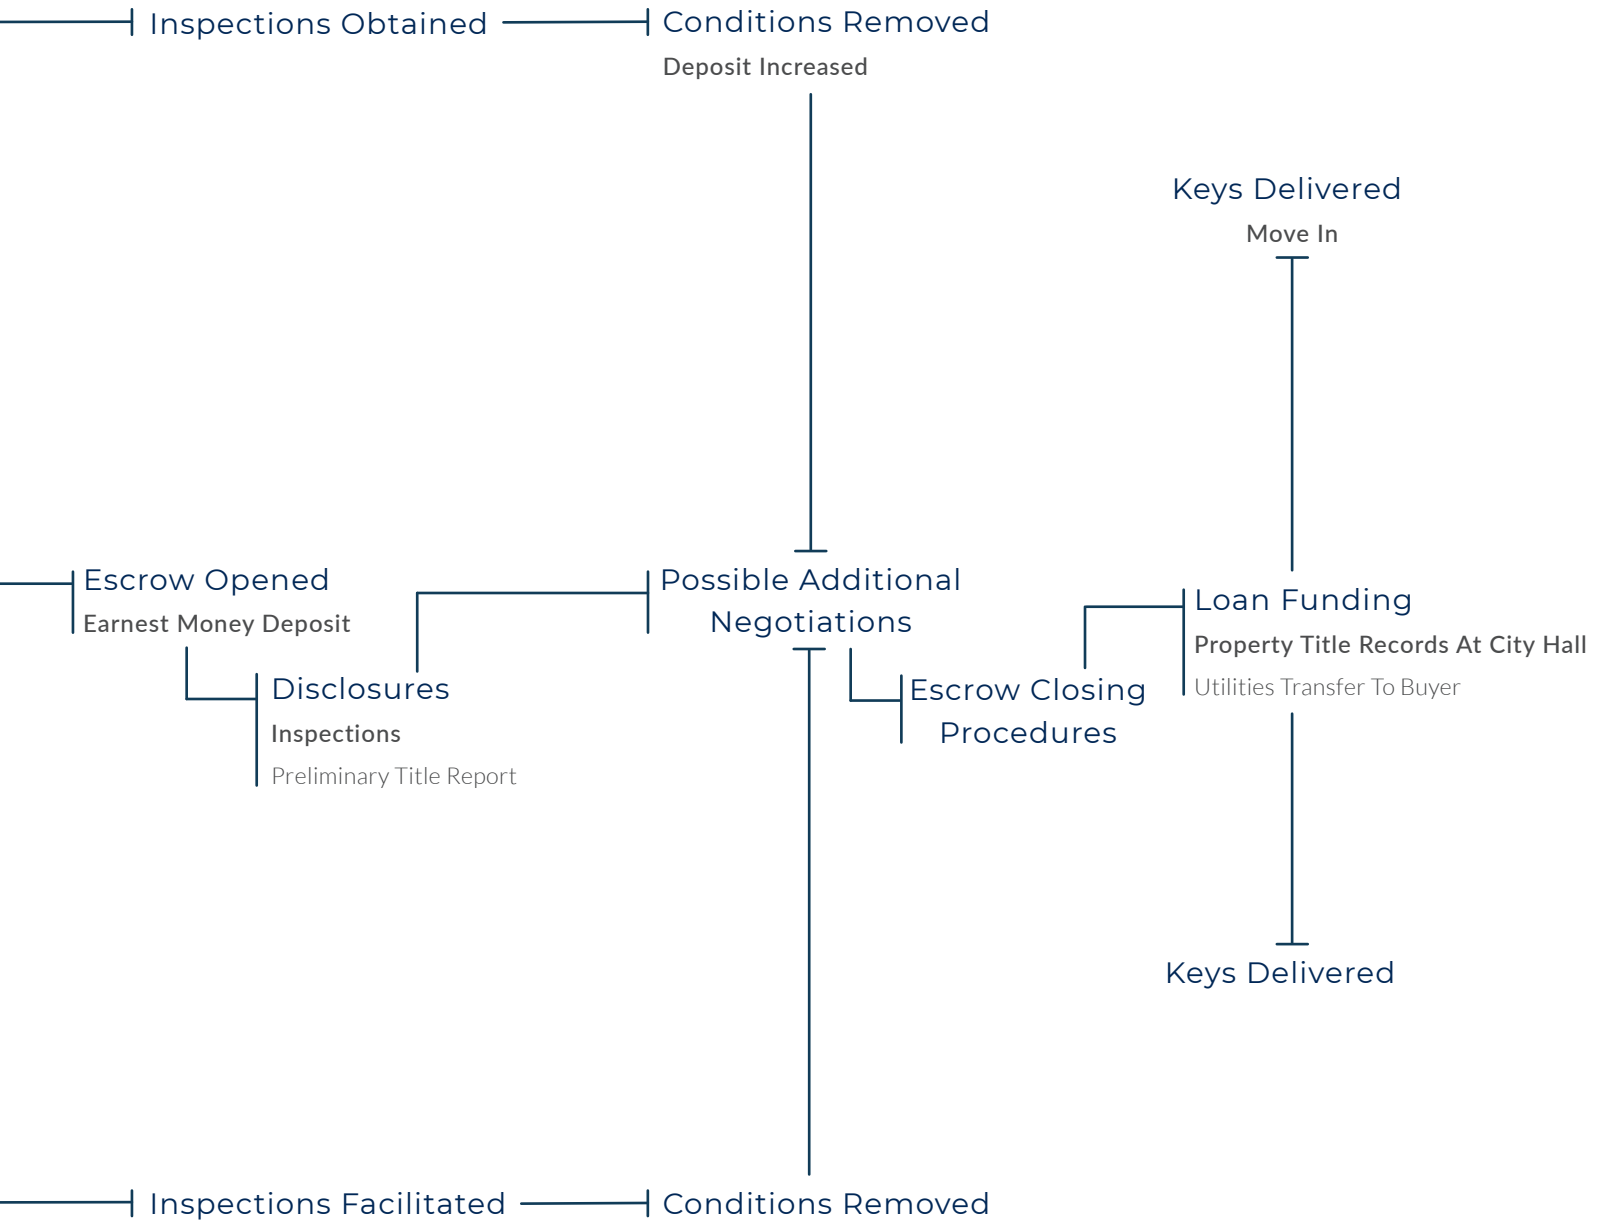 Inspections Obtained
Conditions Removed
Deposit Increased
Keys Delivered
Move In
Escrow Opened
Earnest Money Deposit
Disclosures
Inspections
Preliminary Title Report
Possible Additional
Negotiations
Escrow Closing
Procedures
Loan Funding
Property Title Records At City Hall
Utilities Transfer To Buyer
Keys Delivered
Inspections Facilitated
Conditions Removed